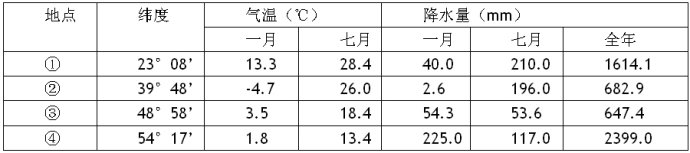 地点 纬度 气温（℃） 降水量（mm）
一月 七月 一月 七月 全年
① 23° 08' 13.3 28.4 40.0 210.0 1614.1
② 39° 48' -4.7 26.0 2.6 196.0 682.9
③ 48° 58' 3.5 18.4 54.3 53.6 647.4
④ 54° 17' 1.8 13.4 225.0 117.0 2399.0